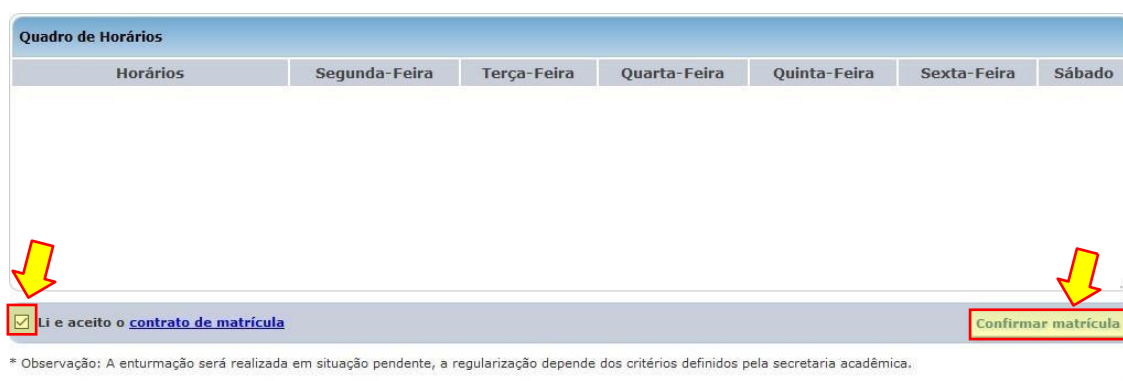 Quadro de Horários
Horários Segunda-Feira Terça-Feira Quarta-Feira Quinta-Feira Sexta-Feira Sábado
Li e aceito o contrato de matrícula Confirmar matrícula
* Observação: A enturmação será realizada em situação pendente, a regularização depende dos critérios definidos pela secretaria acadêmica.